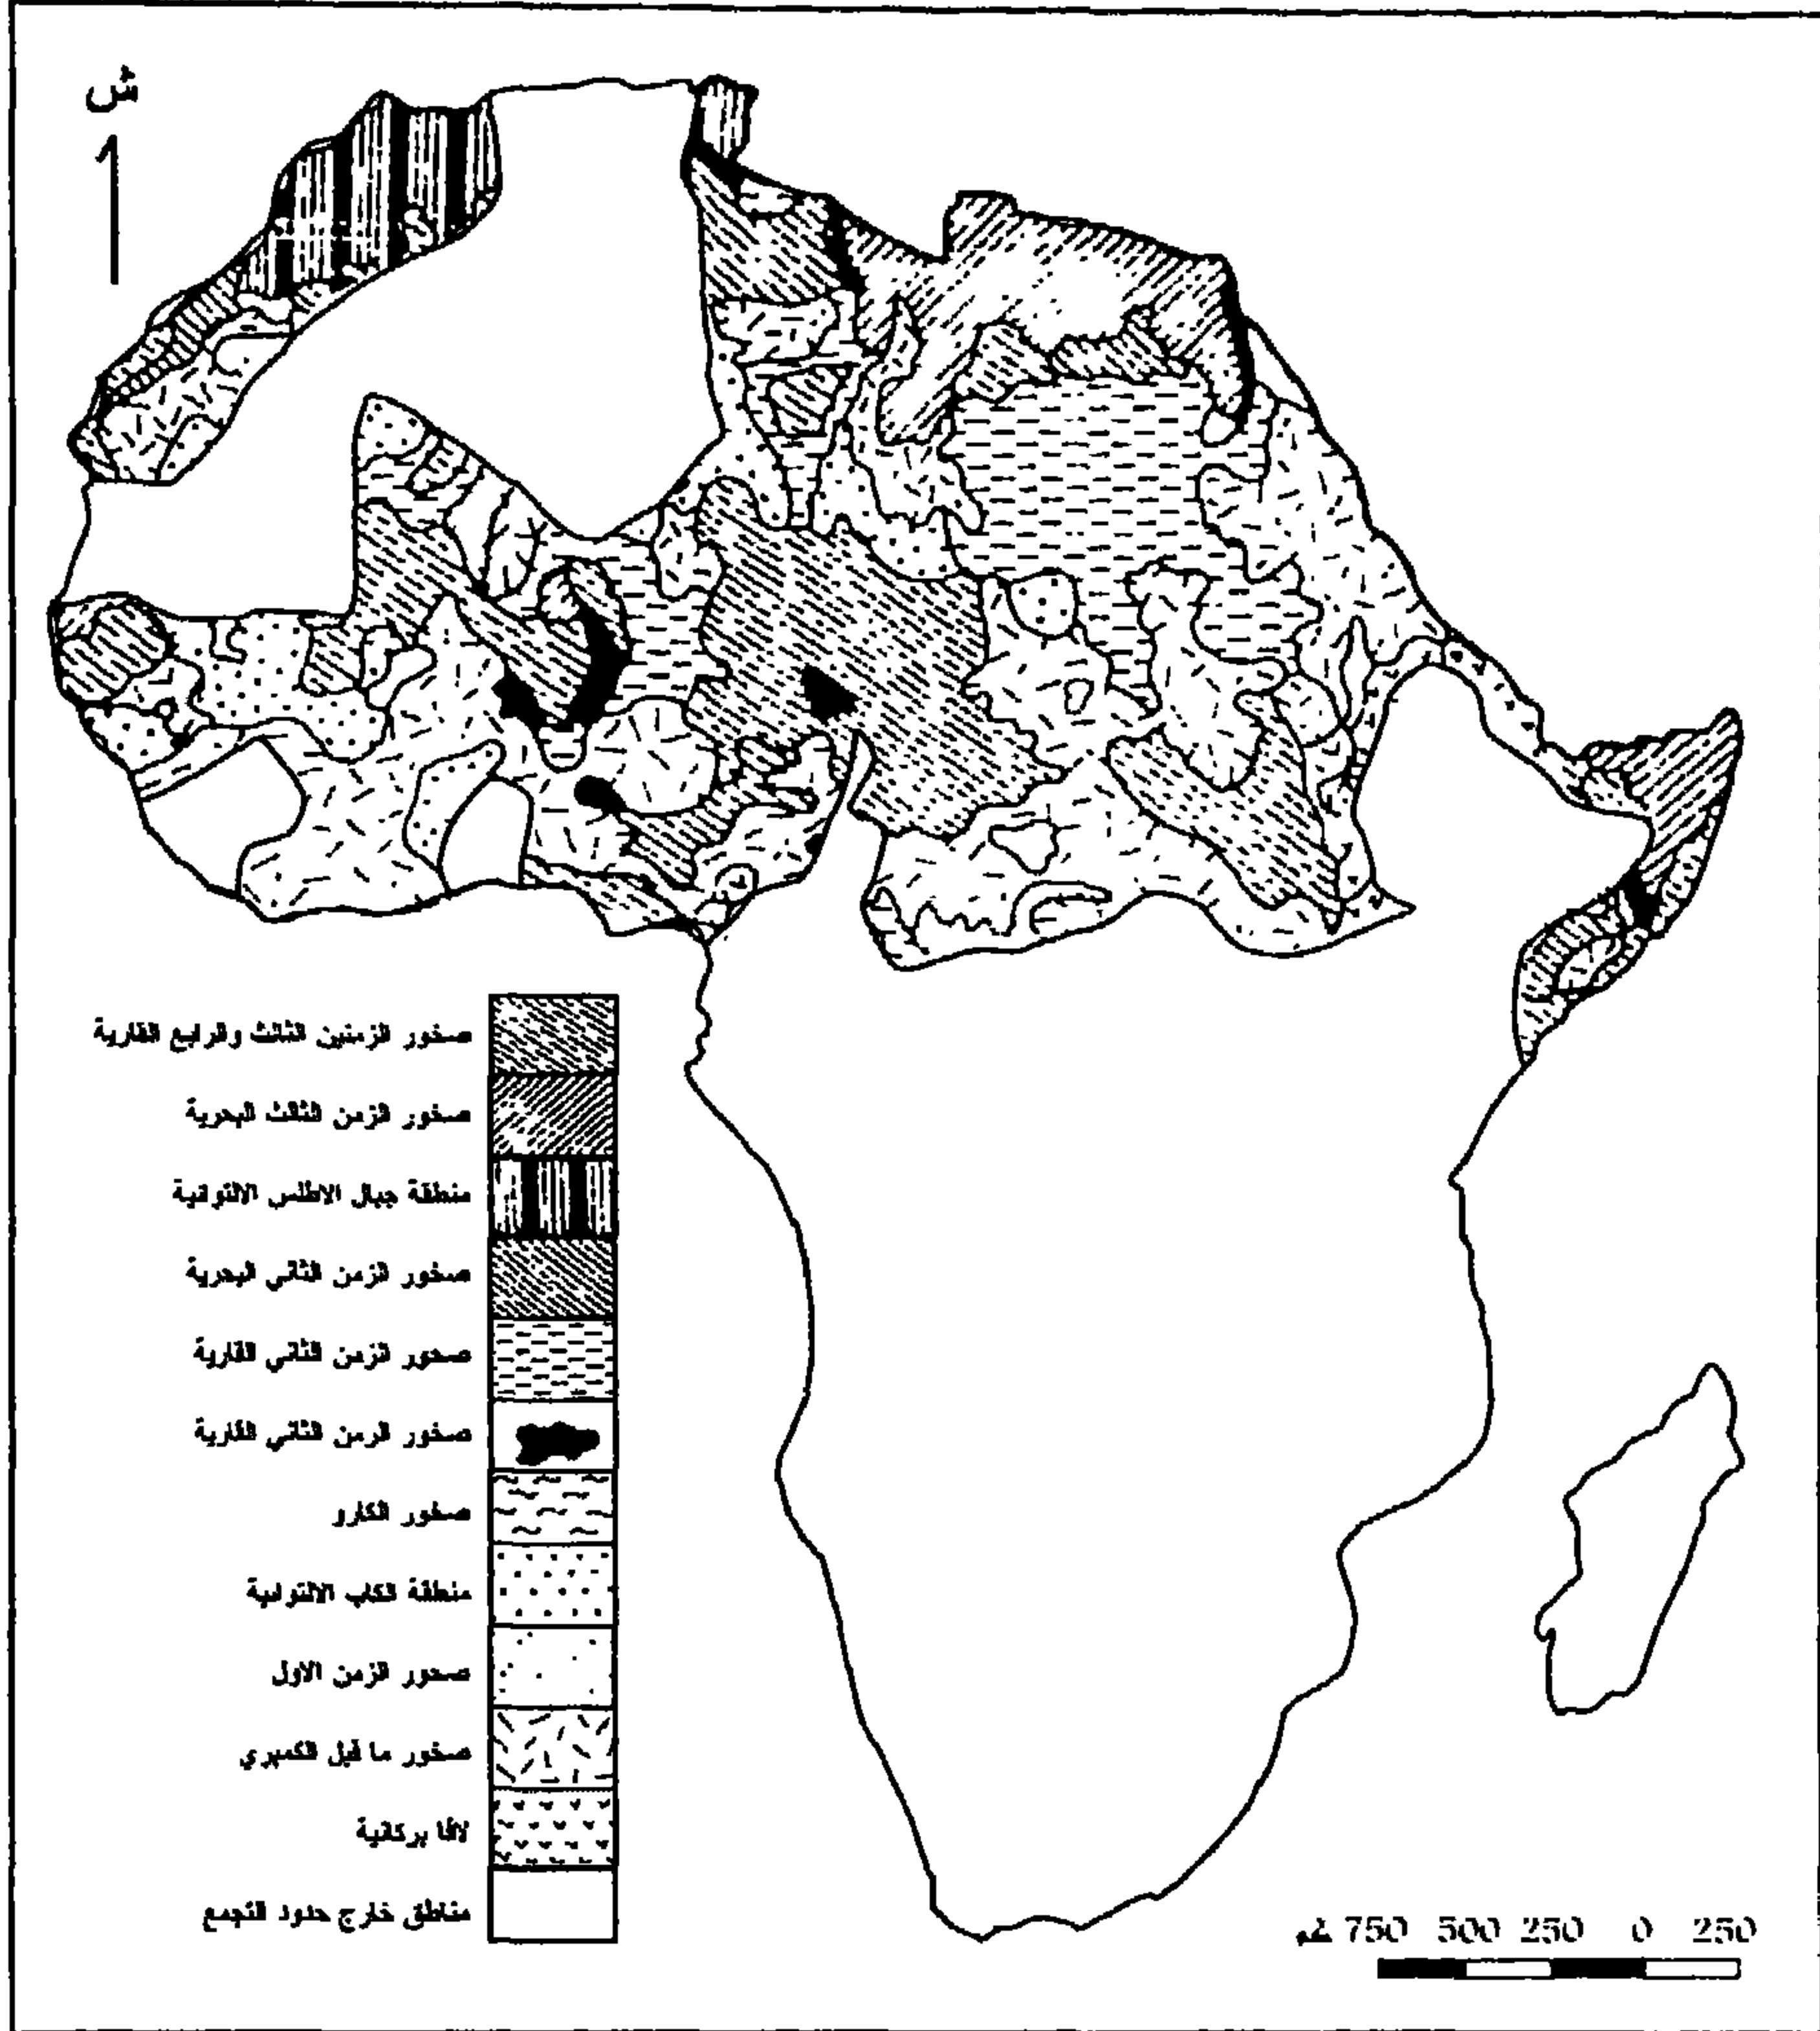 ش
صخور الزمنين الثالث والرابع القارية
صخور الزمن الثالث البحرية
منطقة جبال الاطلس الالتوائية
صخور الزمن الثاني البحرية
صخور الزمن الثاني القارية
صخور الزمن الثاني القارية
صخور الكارو
منطقة الكاب الالتوائية
صخور الزمن الاول
صخور ما قبل الكمبري
لافا بركانية
مناطق خارج حدود التجمع
250 0 250 500 750 كم